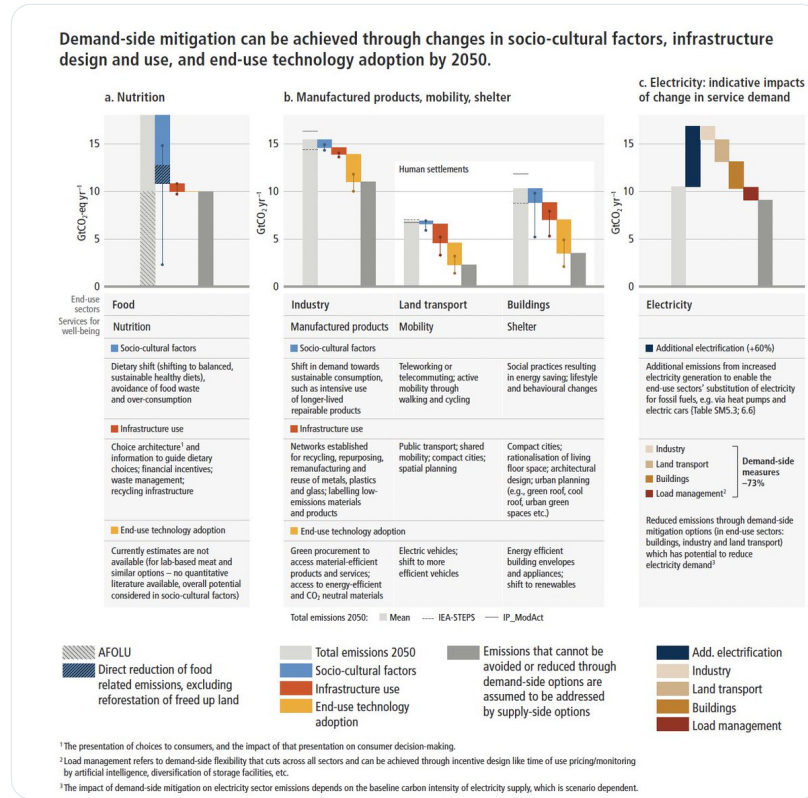 Demand-side mitigation can be achieved through changes in socio-cultural factors, infrastructure
design and use, and end-use technology adoption by 2050.
a. Nutrition
GtCO₂-eq yr⁻¹
15
10
5
0
b. Manufactured products, mobility, shelter
GtCO₂ yr⁻¹
15
10
5
0
Human settlements
c. Electricity: indicative impacts
of change in service demand
GtCO₂ yr⁻¹
15
10
5
0
End-use
sectors
Services for
well-being
Food
Nutrition
Socio-cultural factors
Dietary shift (shifting to balanced,
sustainable healthy diets),
avoidance of food waste
and over-consumption
Infrastructure use
Choice architecture¹ and
information to guide dietary
choices; financial incentives;
waste management;
recycling infrastructure
End-use technology adoption
Currently estimates are not
available (for lab-based meat and
similar options – no quantitative
literature available, overall potential
considered in socio-cultural factors)
Industry
Land transport
Buildings
Manufactured products
Mobility
Shelter
Socio-cultural factors
Shift in demand towards
sustainable consumption,
such as intensive use
of longer-lived
repairable products
Teleworking or
telecommuting; active
mobility through
walking and cycling
Social practices resulting
in energy saving; lifestyle
and behavioural changes
Infrastructure use
Networks established
for recycling, repurposing,
remanufacturing and
reuse of metals, plastics
and glass; labelling low-
emissions materials
and products
Public transport; shared
mobility; compact cities;
spatial planning
Compact cities;
rationalisation of living
floor space; architectural
design; urban planning
(e.g., green roof, cool
roof, urban green
spaces etc.)
End-use technology adoption
Green procurement to
access material-efficient
products and services;
access to energy-efficient
and CO₂ neutral materials
Electric vehicles;
shift to more
efficient vehicles
Energy efficient
building envelopes
and appliances;
shift to renewables
Electricity
Additional electrification (+60%)
Additional emissions from increased
electricity generation to enable the
end-use sectors' substitution of electricity
for fossil fuels, e.g. via heat pumps and
electric cars (Table SM5.3; 6.6)
Industry
Land transport
Buildings
Load management²
Demand-side
measures
–73%
Reduced emissions through demand-side
mitigation options (in end-use sectors:
buildings, industry and land transport)
which has potential to reduce
electricity demand³
Total emissions 2050: Mean IEA-STEPS IP_ModAct
AFOLU
Direct reduction of food
related emissions, excluding
reforestation of freed up land
Total emissions 2050
Socio-cultural factors
Infrastructure use
End-use technology
adoption
Emissions that cannot be
avoided or reduced through
demand-side options are
assumed to be addressed
by supply-side options
Add. electrification
Industry
Land transport
Buildings
Load management
¹ The presentation of choices to consumers, and the impact of that presentation on consumer decision-making.
² Load management refers to demand-side flexibility that cuts across all sectors and can be achieved through incentive design like time of use pricing/monitoring
by artificial intelligence, diversification of storage facilities, etc.
³ The impact of demand-side mitigation on electricity sector emissions depends on the baseline carbon intensity of electricity supply, which is scenario dependent.